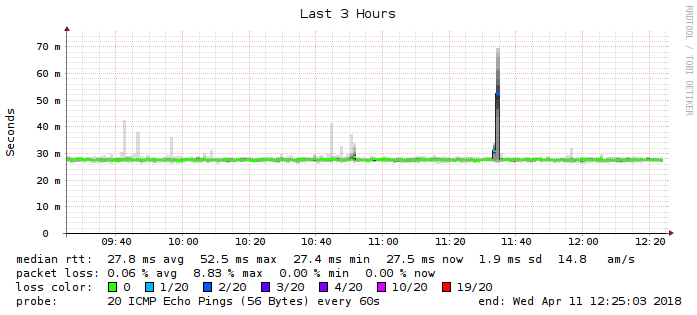 Last 3 Hours
RRDTOOL / TOBI OETIKER
Seconds
70 m
60 m
50 m
40 m
30 m
20 m
10 m
0
09:40 10:00 10:20 10:40 11:00 11:20 11:40 12:00 12:20
median rtt: 27.8 ms avg 52.5 ms max 27.4 ms min 27.5 ms now 1.9 ms sd 14.8 am/s
packet loss: 0.06 % avg 8.83 % max 0.00 % min 0.00 % now
loss color: 0 1/20 2/20 3/20 4/20 10/20 19/20
probe: 20 ICMP Echo Pings (56 Bytes) every 60s end: Wed Apr 11 12:25:03 2018